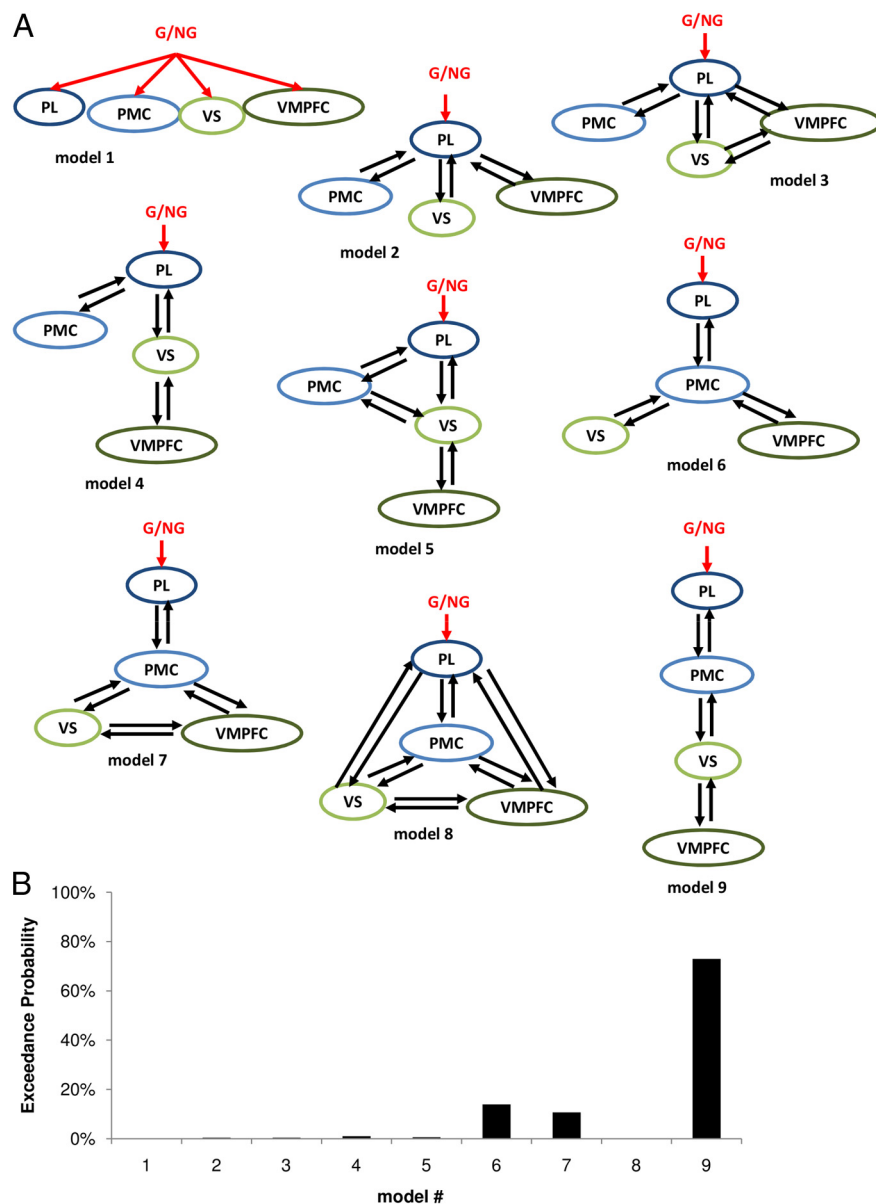 A
G/NG
PL
PMC
VS
VMPFC
model 1
G/NG
PL
PMC
VS
VMPFC
model 2
G/NG
PL
PMC
VMPFC
VS
model 3
G/NG
PL
PMC
VS
VMPFC
model 4
G/NG
PL
PMC
VS
VMPFC
model 5
G/NG
PL
PMC
VS
VMPFC
model 6
G/NG
PL
PMC
VS
VMPFC
model 7
G/NG
PL
PMC
VS
VMPFC
model 8
G/NG
PL
PMC
VS
VMPFC
model 9
B
Exceedance Probability
100%
80%
60%
40%
20%
0%
1 2 3 4 5 6 7 8 9
model #